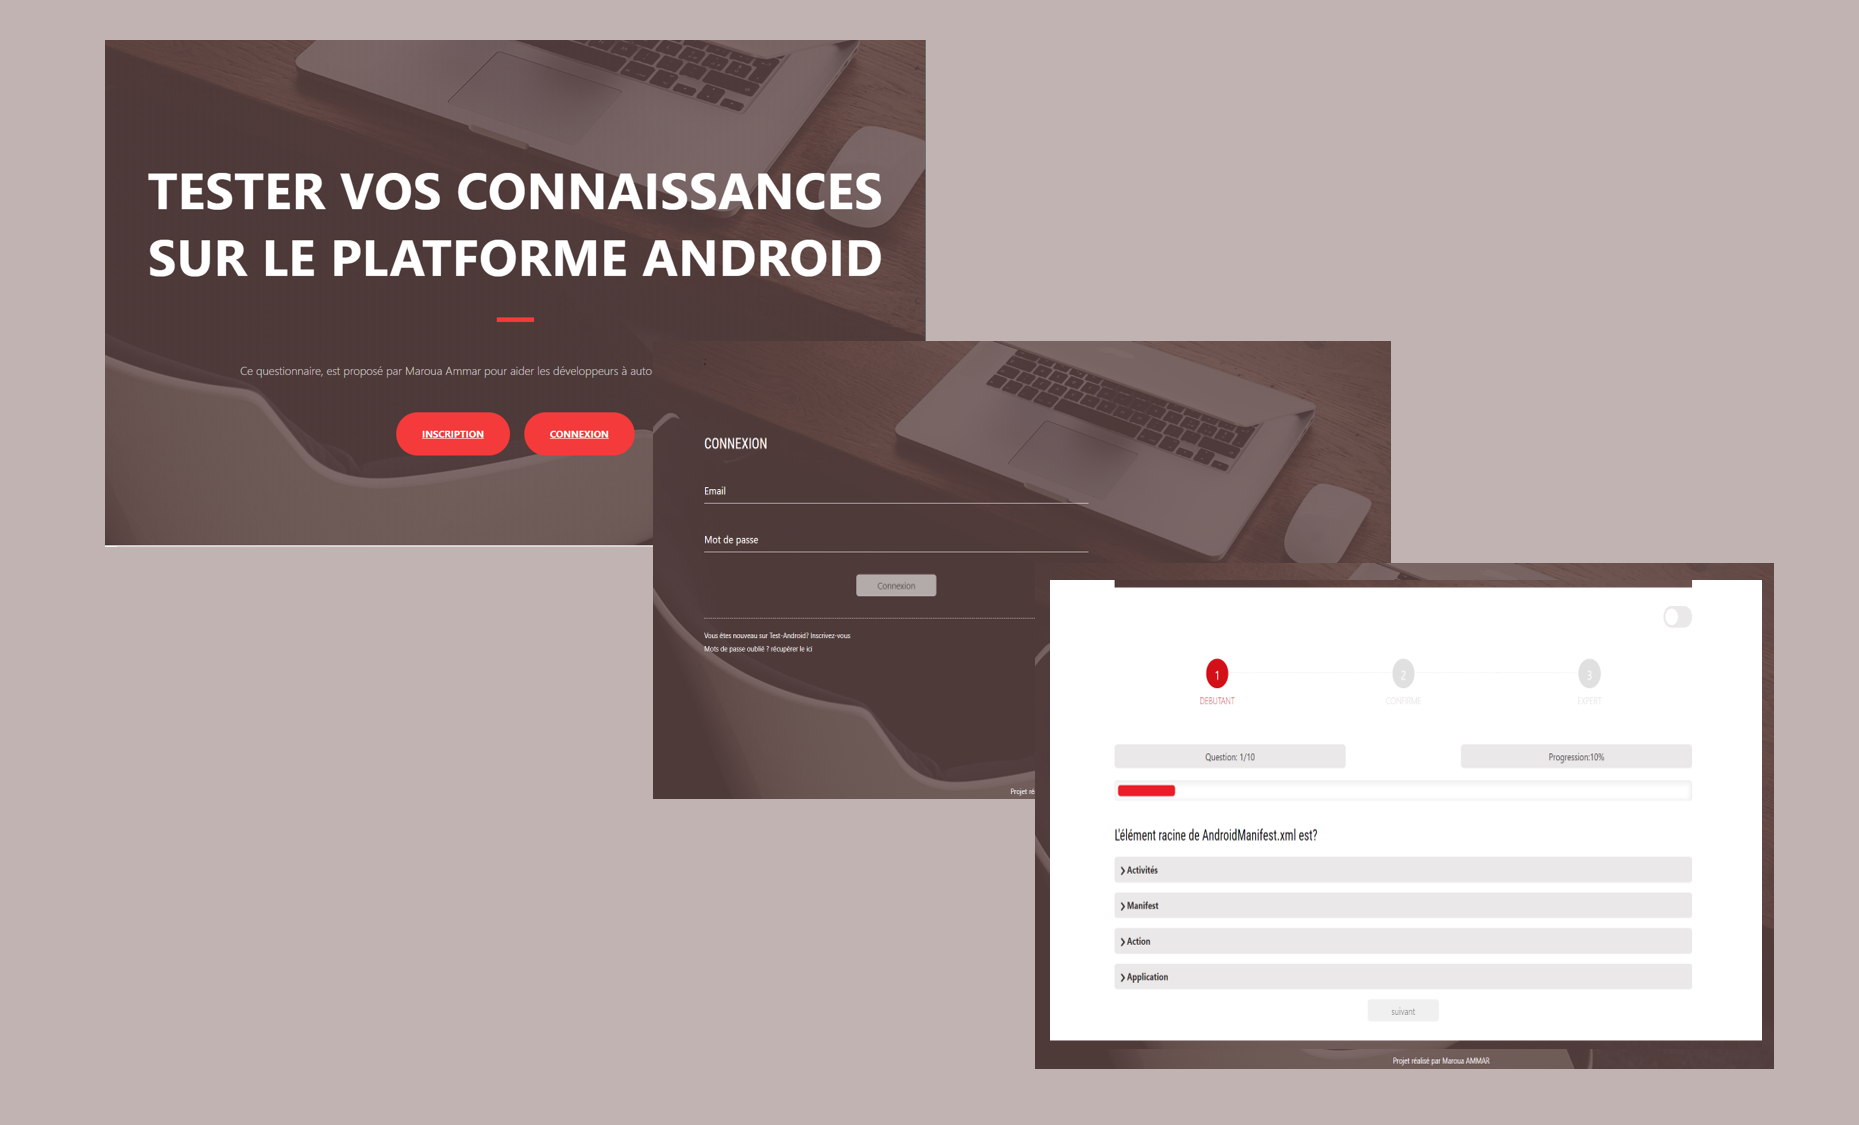 TESTER VOS CONNAISSANCES
SUR LE PLATFORME ANDROID
Ce questionnaire, est proposé par Maroua Ammar pour aider les développeurs à auto
INSCRIPTION
CONNEXION
CONNEXION
Email
Mot de passe
Connexion
Vous êtes nouveau sur Test-Android? Inscrivez-vous
Mots de passe oublié ? récupérer le ici
Projet ré
1
2
3
DEBUTANT
CONFIRME
EXPERT
Question: 1/10
Progression:10%
L'élément racine de AndroidManifest.xml est?
Activités
Manifest
Action
Application
suivant
Projet réalisé par Maroua AMMAR